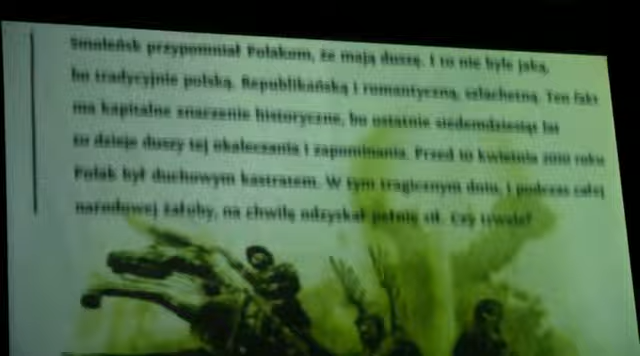 Smoleńsk przypomniał Polakom, że mają duszę. I to nie byle jaką,
bo tradycyjnie polską. Republikańską i romantyczną, szlachetną. Ten fakt
ma kapitalne znaczenie historyczne, bo ostatnie siedemdziesiąt lat
to dzieje duszy tej okaleczania i zapominania. Przed 10 kwietnia 2010 roku
Polak był duchowym kastratem. W tym tragicznym dniu, i podczas całej
narodowej żałoby, na chwilę odzyskał pełnię sił. Czy trwale?